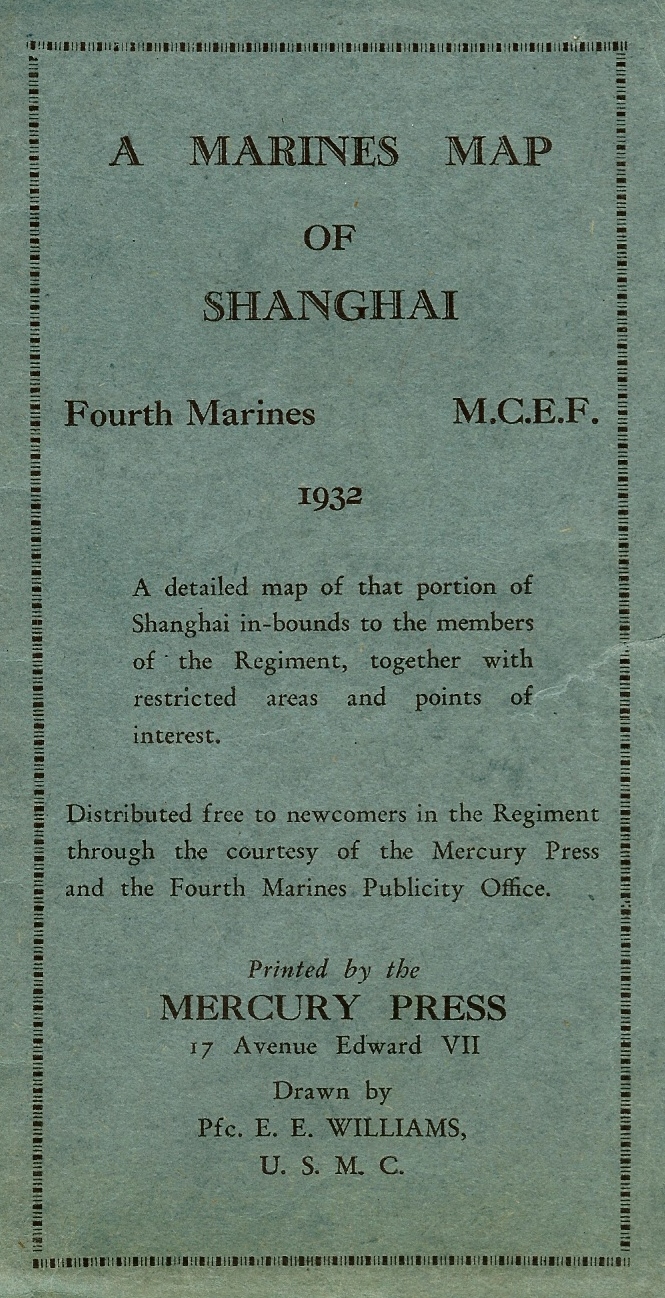 A MARINES MAP
OF
SHANGHAI
Fourth Marines M.C.E.F.
1932
A detailed map of that portion of
Shanghai in-bounds to the members
of the Regiment, together with
restricted areas and points of
interest.
Distributed free to newcomers in the Regiment
through the courtesy of the Mercury Press
and the Fourth Marines Publicity Office.
Printed by the
MERCURY PRESS
17 Avenue Edward VII
Drawn by
Pfc. E. E. WILLIAMS,
U. S. M. C.